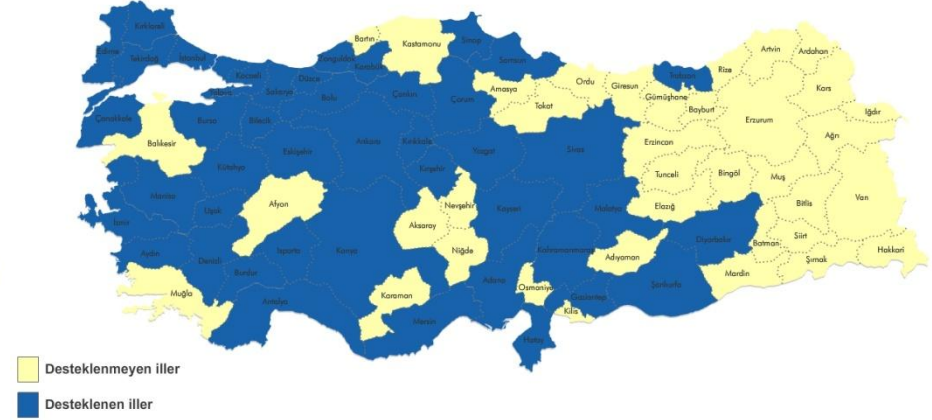 Kırklareli
Edirne
Tekirdağ
İstanbul
Kocaeli
Yalova
Sakarya
Düzce
Bolu
Zonguldak
Bartın
Karabük
Kastamonu
Sinop
Samsun
Çankırı
Çorum
Amasya
Tokat
Ordu
Giresun
Trabzon
Gümüşhane
Bayburt
Rize
Artvin
Ardahan
Kars
Iğdır
Erzurum
Ağrı
Çanakkale
Balıkesir
Bursa
Bilecik
Eskişehir
Kütahya
Ankara
Kırıkkale
Kırşehir
Yozgat
Sivas
Erzincan
Tunceli
Bingöl
Muş
Elazığ
Bitlis
Van
Manisa
Uşak
Afyon
İzmir
Aydın
Denizli
Isparta
Burdur
Konya
Aksaray
Nevşehir
Niğde
Kayseri
Malatya
Kahramanmaraş
Adıyaman
Diyarbakır
Batman
Siirt
Şırnak
Hakkari
Mardin
Şanlıurfa
Muğla
Antalya
Karaman
Mersin
Adana
Osmaniye
Gaziantep
Kilis
Hatay
Desteklenmeyen iller
Desteklenen iller